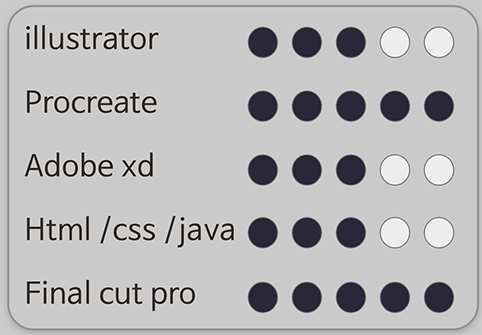 illustrator
Procreate
Adobe xd
Html /css /java
Final cut pro